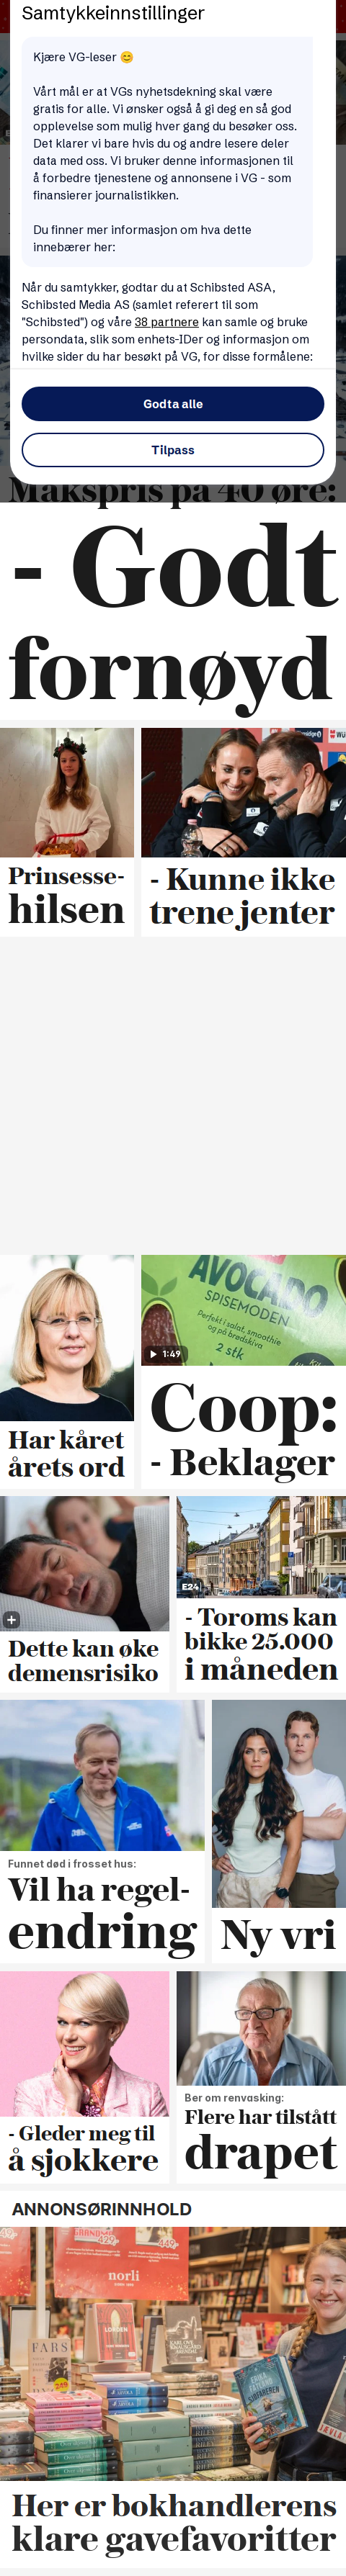 Samtykkeinnstillinger
Kjære VG-leser 😊
Vårt mål er at VGs nyhetsdekning skal være
gratis for alle. Vi ønsker også å gi deg en så god
opplevelse som mulig hver gang du besøker oss.
Det klarer vi bare hvis du og andre lesere deler
data med oss. Vi bruker denne informasjonen til
å forbedre tjenestene og annonsene i VG - som
finansierer journalistikken.
Du finner mer informasjon om hva dette
innebærer her:
Når du samtykker, godtar du at Schibsted ASA,
Schibsted Media AS (samlet referert til som
"Schibsted") og våre 38 partnere kan samle og bruke
persondata, slik som enhets-IDer og informasjon om
hvilke sider du har besøkt på VG, for disse formålene:
Godta alle
Tilpass
Makspris på 40 øre:
- Godt
fornøyd
Prinsesse-
hilsen
- Kunne ikke
trene jenter
AVOCADO
SPISEMODEN
Perfekt i salat, smoothie
og på brødskiva
2 stk
1:49
Har kåret
årets ord
Coop:
- Beklager
E24
Dette kan øke
demensrisiko
- Toroms kan
bikke 25.000
i måneden
Funnet død i frosset hus:
Vil ha regel-
endring
Ny vri
- Gleder meg til
å sjokkere
Ber om renvasking:
Flere har tilstått
drapet
ANNONSØRINNHOLD
429,-
449,-
norli
FARS
Her er bokhandlerens
klare gavefavoritter